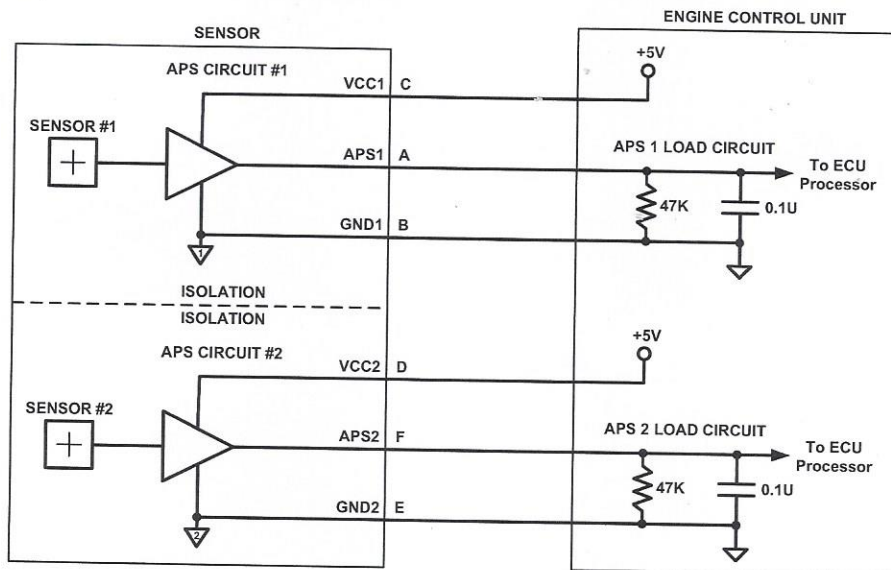 ENGINE CONTROL UNIT
SENSOR
APS CIRCUIT #1
VCC1 C
+5V
SENSOR #1
APS1 A
APS 1 LOAD CIRCUIT
To ECU
Processor
47K
0.1U
GND1 B
1
ISOLATION
ISOLATION
APS CIRCUIT #2
VCC2 D
+5V
SENSOR #2
APS2 F
APS 2 LOAD CIRCUIT
To ECU
Processor
47K
0.1U
GND2 E
2